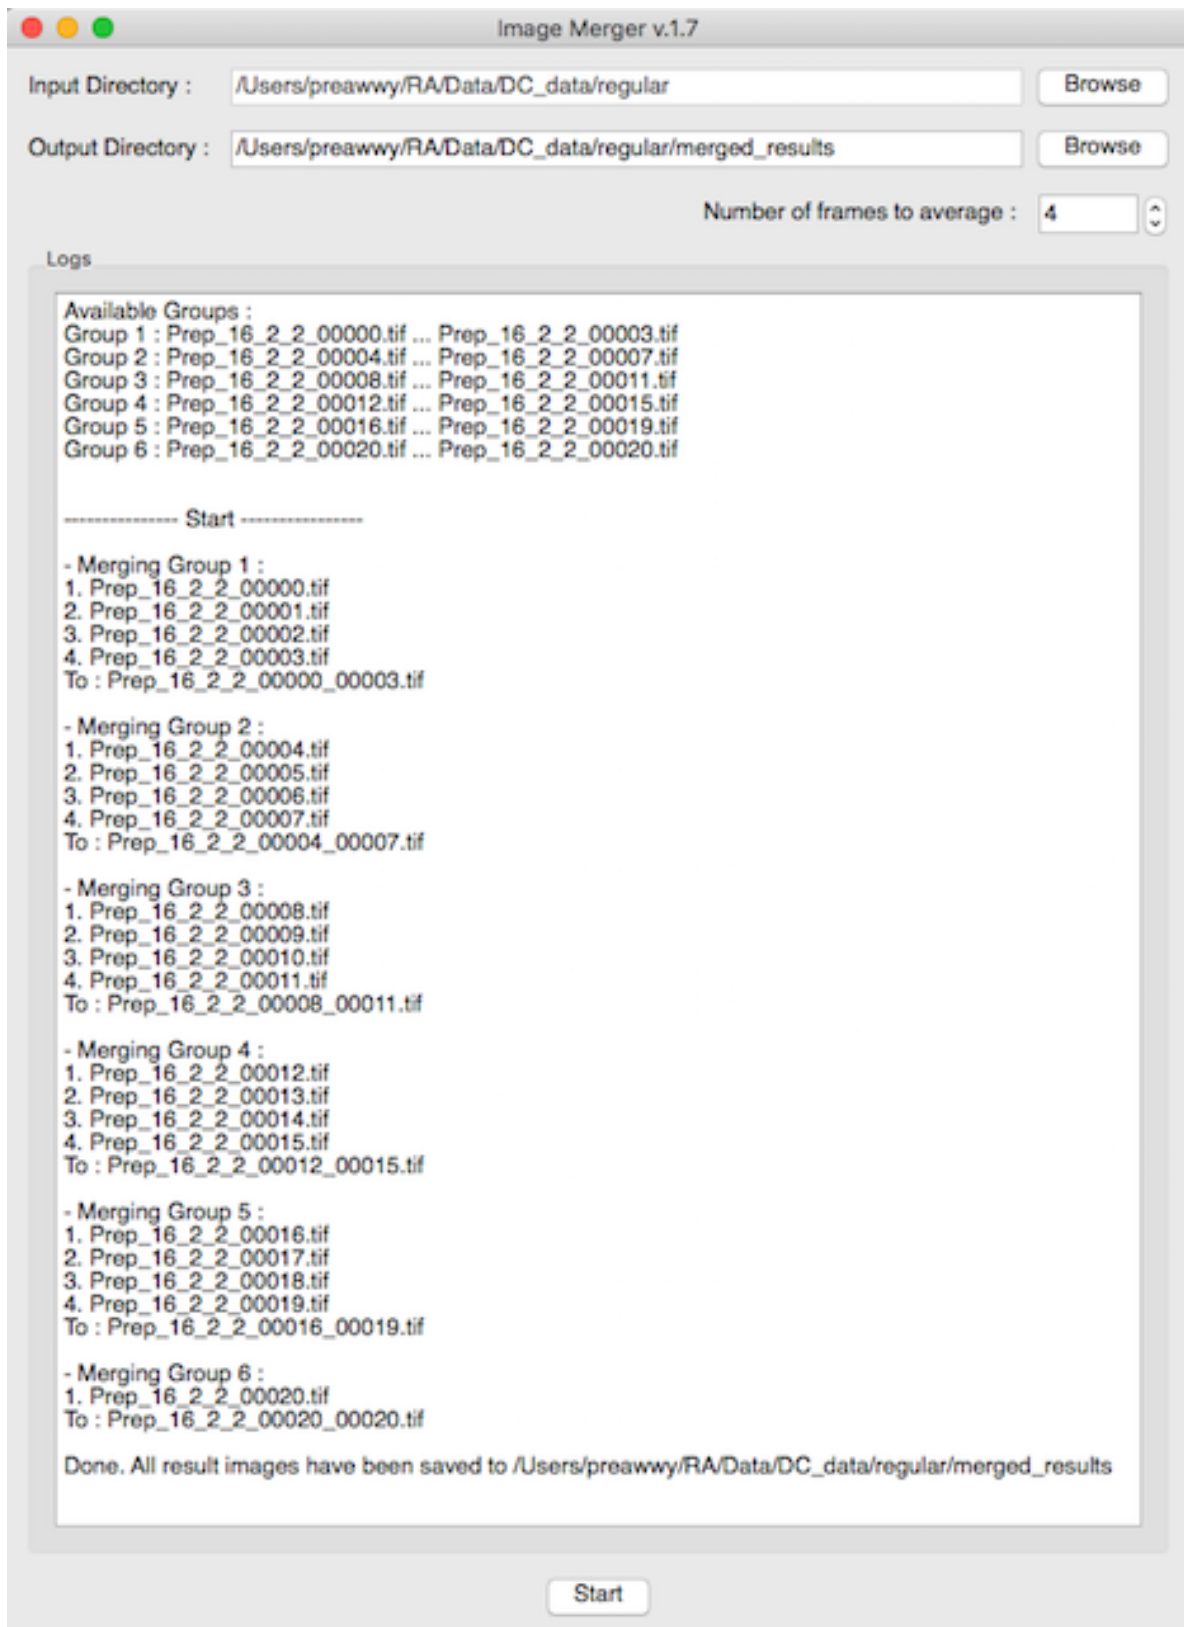 Image Merger v.1.7
Input Directory : /Users/preawwy/RA/Data/DC_data/regular Browse
Output Directory : /Users/preawwy/RA/Data/DC_data/regular/merged_results Browse
Number of frames to average : 4
Logs
Available Groups :
Group 1 : Prep_16_2_2_00000.tif ... Prep_16_2_2_00003.tif
Group 2 : Prep_16_2_2_00004.tif ... Prep_16_2_2_00007.tif
Group 3 : Prep_16_2_2_00008.tif ... Prep_16_2_2_00011.tif
Group 4 : Prep_16_2_2_00012.tif ... Prep_16_2_2_00015.tif
Group 5 : Prep_16_2_2_00016.tif ... Prep_16_2_2_00019.tif
Group 6 : Prep_16_2_2_00020.tif ... Prep_16_2_2_00020.tif
--------------- Start ----------------
- Merging Group 1 :
1. Prep_16_2_2_00000.tif
2. Prep_16_2_2_00001.tif
3. Prep_16_2_2_00002.tif
4. Prep_16_2_2_00003.tif
To : Prep_16_2_2_00000_00003.tif
- Merging Group 2 :
1. Prep_16_2_2_00004.tif
2. Prep_16_2_2_00005.tif
3. Prep_16_2_2_00006.tif
4. Prep_16_2_2_00007.tif
To : Prep_16_2_2_00004_00007.tif
- Merging Group 3 :
1. Prep_16_2_2_00008.tif
2. Prep_16_2_2_00009.tif
3. Prep_16_2_2_00010.tif
4. Prep_16_2_2_00011.tif
To : Prep_16_2_2_00008_00011.tif
- Merging Group 4 :
1. Prep_16_2_2_00012.tif
2. Prep_16_2_2_00013.tif
3. Prep_16_2_2_00014.tif
4. Prep_16_2_2_00015.tif
To : Prep_16_2_2_00012_00015.tif
- Merging Group 5 :
1. Prep_16_2_2_00016.tif
2. Prep_16_2_2_00017.tif
3. Prep_16_2_2_00018.tif
4. Prep_16_2_2_00019.tif
To : Prep_16_2_2_00016_00019.tif
- Merging Group 6 :
1. Prep_16_2_2_00020.tif
To : Prep_16_2_2_00020_00020.tif
Done. All result images have been saved to /Users/preawwy/RA/Data/DC_data/regular/merged_results
Start